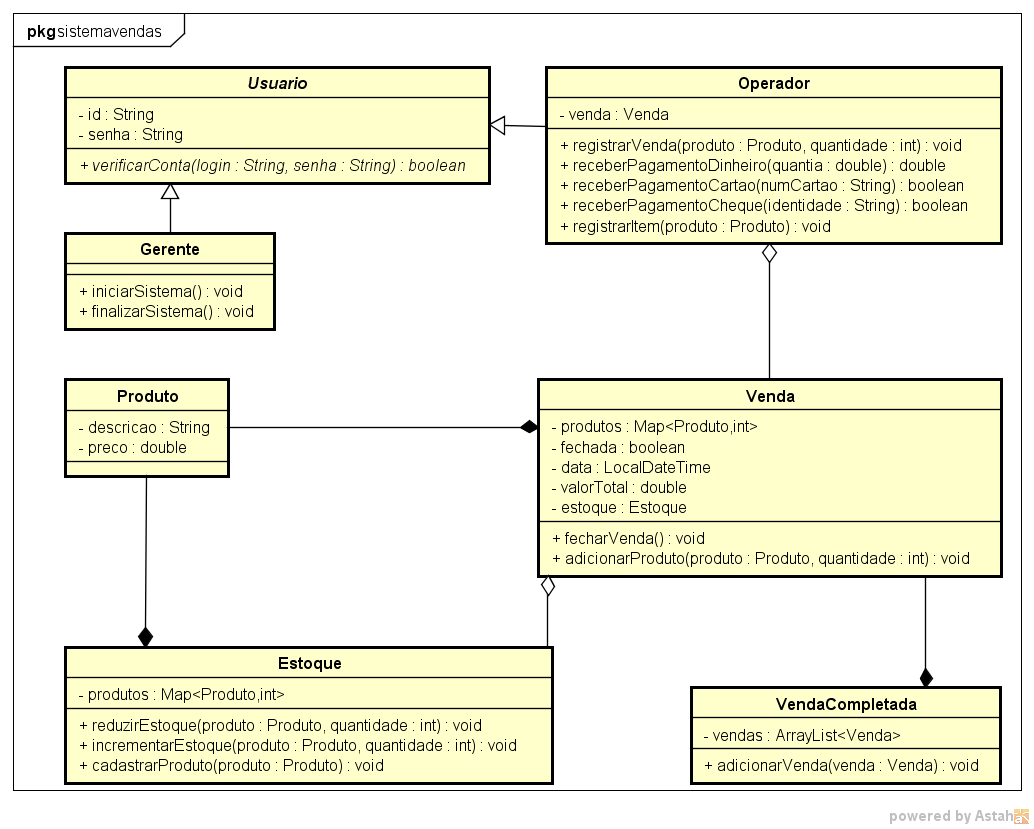 pkg sistemavendas
Usuario
- id : String
- senha : String
+ verificarConta(login : String, senha : String) : boolean
Operador
- venda : Venda
+ registrarVenda(produto : Produto, quantidade : int) : void
+ receberPagamentoDinheiro(quantia : double) : double
+ receberPagamentoCartao(numCartao : String) : boolean
+ receberPagamentoCheque(identidade : String) : boolean
+ registrarItem(produto : Produto) : void
Gerente
+ iniciarSistema() : void
+ finalizarSistema() : void
Produto
- descricao : String
- preco : double
Venda
- produtos : Map<Produto,int>
- fechada : boolean
- data : LocalDateTime
- valorTotal : double
- estoque : Estoque
+ fecharVenda() : void
+ adicionarProduto(produto : Produto, quantidade : int) : void
Estoque
- produtos : Map<Produto,int>
+ reduzirEstoque(produto : Produto, quantidade : int) : void
+ incrementarEstoque(produto : Produto, quantidade : int) : void
+ cadastrarProduto(produto : Produto) : void
VendaCompletada
- vendas : ArrayList<Venda>
+ adicionarVenda(venda : Venda) : void
powered by Astah